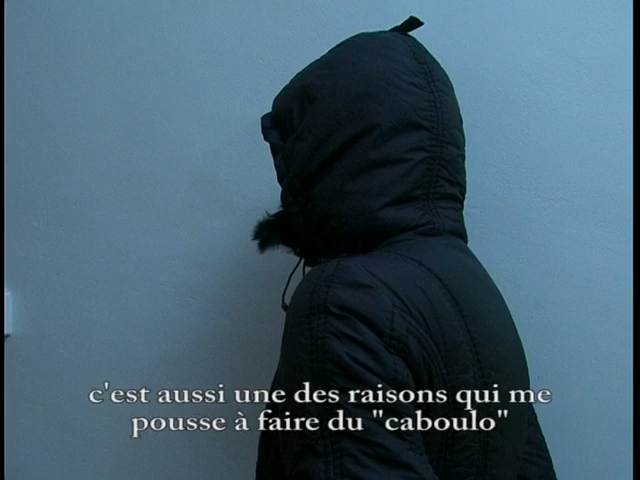 c'est aussi une des raisons qui me
pousse à faire du "caboulo"